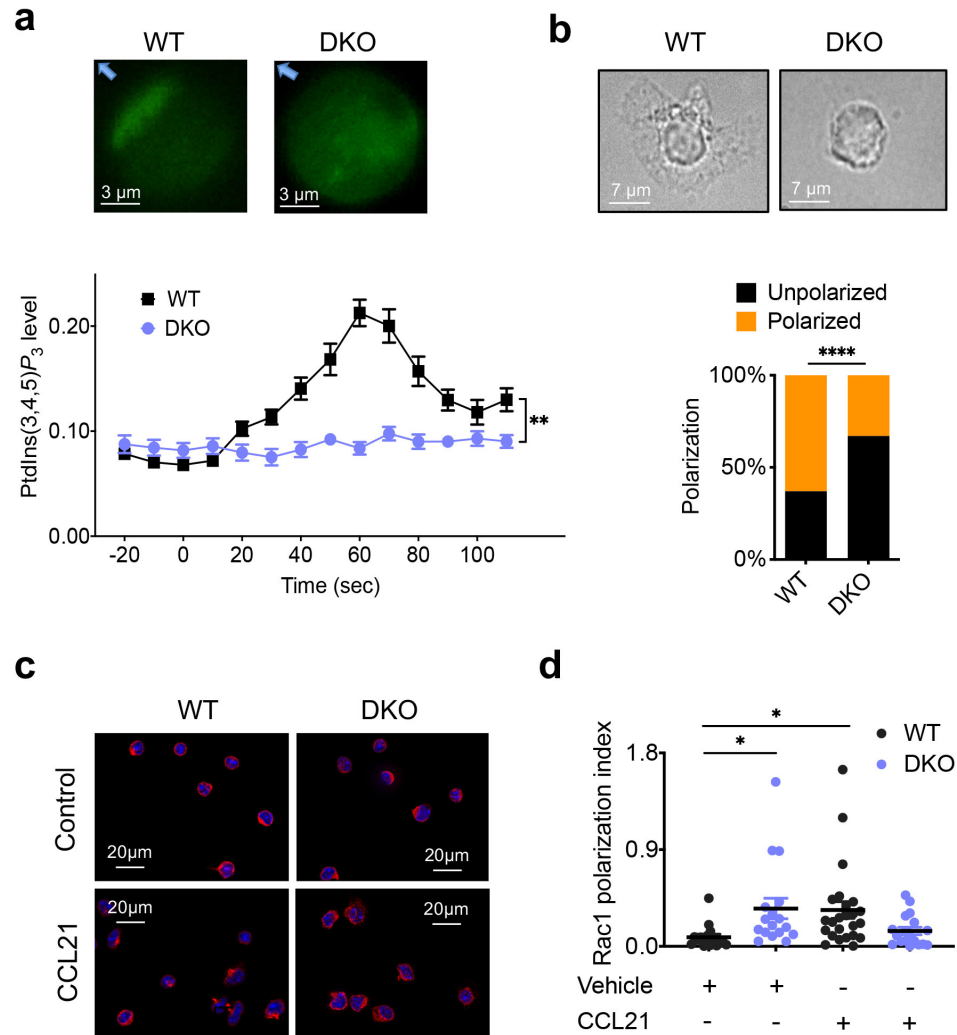 a
WT DKO
3 µm 3 µm
PtdIns(3,4,5)P3 level
0.20
0.10
0.00
WT
DKO
**
-20 0 20 40 60 80 100
Time (sec)
b
WT DKO
7 µm 7 µm
Unpolarized
Polarized
****
Polarization
100%
50%
0%
WT DKO
c
WT DKO
Control
20µm 20µm
CCL21
20µm 20µm
d
WT
DKO
*
*
Rac1 polarization index
1.8
0.9
0.0
Vehicle + + - -
CCL21 - - + +